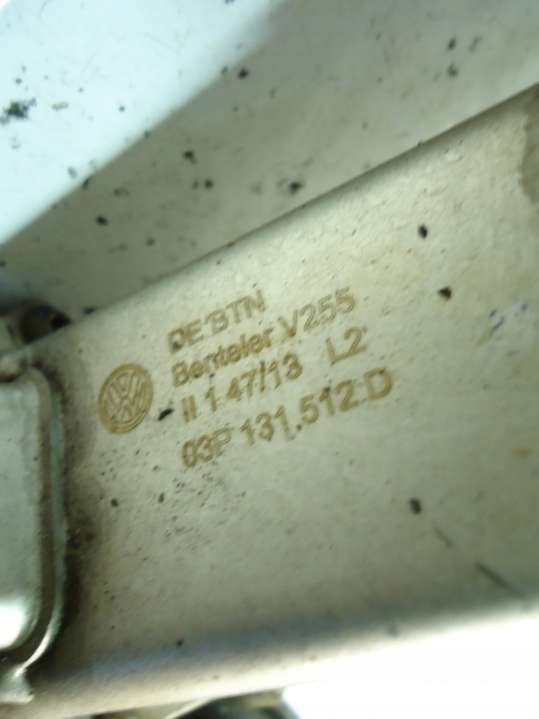 DE'BTN
Benteler V255
II 1 47/13 L2
03P 131.512 D